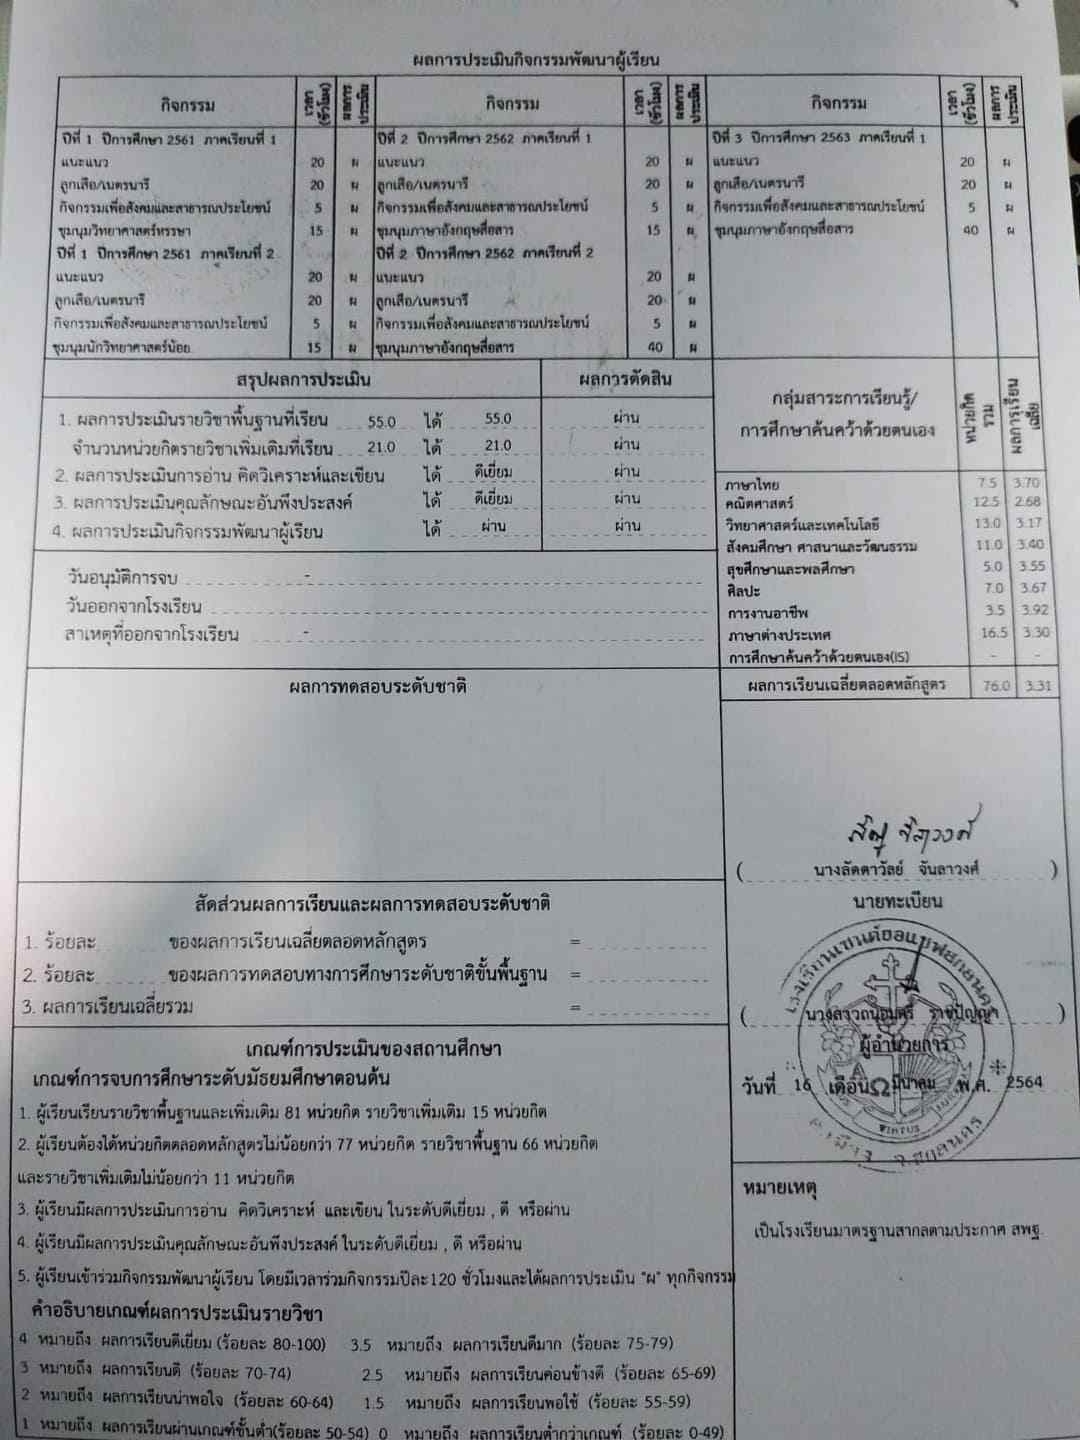 ผลการประเมินกิจกรรมพัฒนาผู้เรียน
กิจกรรม เวลา (ชั่วโมง) ผลการประเมิน กิจกรรม เวลา (ชั่วโมง) ผลการประเมิน กิจกรรม เวลา (ชั่วโมง) ผลการประเมิน
ปีที่ 1 ปีการศึกษา 2561 ภาคเรียนที่ 1 ปีที่ 2 ปีการศึกษา 2562 ภาคเรียนที่ 1 ปีที่ 3 ปีการศึกษา 2563 ภาคเรียนที่ 1
แนะแนว 20 ผ แนะแนว 20 ผ แนะแนว 20 ผ
ลูกเสือ/เนตรนารี 20 ผ ลูกเสือ/เนตรนารี 20 ผ ลูกเสือ/เนตรนารี 20 ผ
กิจกรรมเพื่อสังคมและสาธารณประโยชน์ 5 ผ กิจกรรมเพื่อสังคมและสาธารณประโยชน์ 5 ผ กิจกรรมเพื่อสังคมและสาธารณประโยชน์ 5 ผ
ชุมนุมวิทยาศาสตร์หรรษา 15 ผ ชุมนุมภาษาอังกฤษสื่อสาร 15 ผ ชุมนุมภาษาอังกฤษสื่อสาร 40 ผ
ปีที่ 1 ปีการศึกษา 2561 ภาคเรียนที่ 2 ปีที่ 2 ปีการศึกษา 2562 ภาคเรียนที่ 2
แนะแนว 20 ผ แนะแนว 20 ผ
ลูกเสือ/เนตรนารี 20 ผ ลูกเสือ/เนตรนารี 20 ผ
กิจกรรมเพื่อสังคมและสาธารณประโยชน์ 5 ผ กิจกรรมเพื่อสังคมและสาธารณประโยชน์ 5 ผ
ชุมนุมนักวิทยาศาสตร์น้อย 15 ผ ชุมนุมภาษาอังกฤษสื่อสาร 40 ผ
สรุปผลการประเมิน ผลการตัดสิน
1. ผลการประเมินรายวิชาพื้นฐานที่เรียน 55.0 ได้ 55.0 ผ่าน
จำนวนหน่วยกิตรายวิชาเพิ่มเติมที่เรียน 21.0 ได้ 21.0 ผ่าน
2. ผลการประเมินการอ่าน คิดวิเคราะห์และเขียน ได้ ดีเยี่ยม ผ่าน
3. ผลการประเมินคุณลักษณะอันพึงประสงค์ ได้ ดีเยี่ยม ผ่าน
4. ผลการประเมินกิจกรรมพัฒนาผู้เรียน ได้ ผ่าน ผ่าน
วันอนุมัติการจบ -
วันออกจากโรงเรียน
สาเหตุที่ออกจากโรงเรียน -
กลุ่มสาระการเรียนรู้/
การศึกษาค้นคว้าด้วยตนเอง หน่วยกิตรวม ผลการเรียนเฉลี่ย
ภาษาไทย 7.5 3.70
คณิตศาสตร์ 12.5 2.68
วิทยาศาสตร์และเทคโนโลยี 13.0 3.17
สังคมศึกษา ศาสนาและวัฒนธรรม 11.0 3.40
สุขศึกษาและพลศึกษา 5.0 3.55
ศิลปะ 7.0 3.67
การงานอาชีพ 3.5 3.92
ภาษาต่างประเทศ 16.5 3.30
การศึกษาค้นคว้าด้วยตนเอง(IS) - -
ผลการเรียนเฉลี่ยตลอดหลักสูตร 76.0 3.31
ผลการทดสอบระดับชาติ
สัดส่วนผลการเรียนและผลการทดสอบระดับชาติ
1. ร้อยละ ของผลการเรียนเฉลี่ยตลอดหลักสูตร =
2. ร้อยละ ของผลการทดสอบทางการศึกษาระดับชาติขั้นพื้นฐาน =
3. ผลการเรียนเฉลี่ยรวม =
( นางลัดดาวัลย์ จันลาวงศ์ )
นายทะเบียน
โรงเรียนเซนต์ยอแซฟสกลนคร
( นางสาวถนอมศรี ราชปัญญา )
ผู้อำนวยการ
วันที่ 16 เดือน มีนาคม พ.ศ. 2564
VIRTUS
อ.เมือง จ.สกลนคร
เกณฑ์การประเมินของสถานศึกษา
เกณฑ์การจบการศึกษาระดับมัธยมศึกษาตอนต้น
1. ผู้เรียนเรียนรายวิชาพื้นฐานและเพิ่มเติม 81 หน่วยกิต รายวิชาเพิ่มเติม 15 หน่วยกิต
2. ผู้เรียนต้องได้หน่วยกิตตลอดหลักสูตรไม่น้อยกว่า 77 หน่วยกิต รายวิชาพื้นฐาน 66 หน่วยกิต
และรายวิชาเพิ่มเติมไม่น้อยกว่า 11 หน่วยกิต
3. ผู้เรียนมีผลการประเมินการอ่าน คิดวิเคราะห์ และเขียน ในระดับดีเยี่ยม , ดี หรือผ่าน
4. ผู้เรียนมีผลการประเมินคุณลักษณะอันพึงประสงค์ ในระดับดีเยี่ยม , ดี หรือผ่าน
5. ผู้เรียนเข้าร่วมกิจกรรมพัฒนาผู้เรียน โดยมีเวลาร่วมกิจกรรมปีละ120 ชั่วโมงและได้ผลการประเมิน "ผ" ทุกกิจกรรม
คำอธิบายเกณฑ์ผลการประเมินรายวิชา
4 หมายถึง ผลการเรียนดีเยี่ยม (ร้อยละ 80-100) 3.5 หมายถึง ผลการเรียนดีมาก (ร้อยละ 75-79)
3 หมายถึง ผลการเรียนดี (ร้อยละ 70-74) 2.5 หมายถึง ผลการเรียนค่อนข้างดี (ร้อยละ 65-69)
2 หมายถึง ผลการเรียนน่าพอใจ (ร้อยละ 60-64) 1.5 หมายถึง ผลการเรียนพอใช้ (ร้อยละ 55-59)
1 หมายถึง ผลการเรียนผ่านเกณฑ์ขั้นต่ำ(ร้อยละ 50-54) 0 หมายถึง ผลการเรียนต่ำกว่าเกณฑ์ (ร้อยละ 0-49)
หมายเหตุ
เป็นโรงเรียนมาตรฐานสากลตามประกาศ สพฐ.